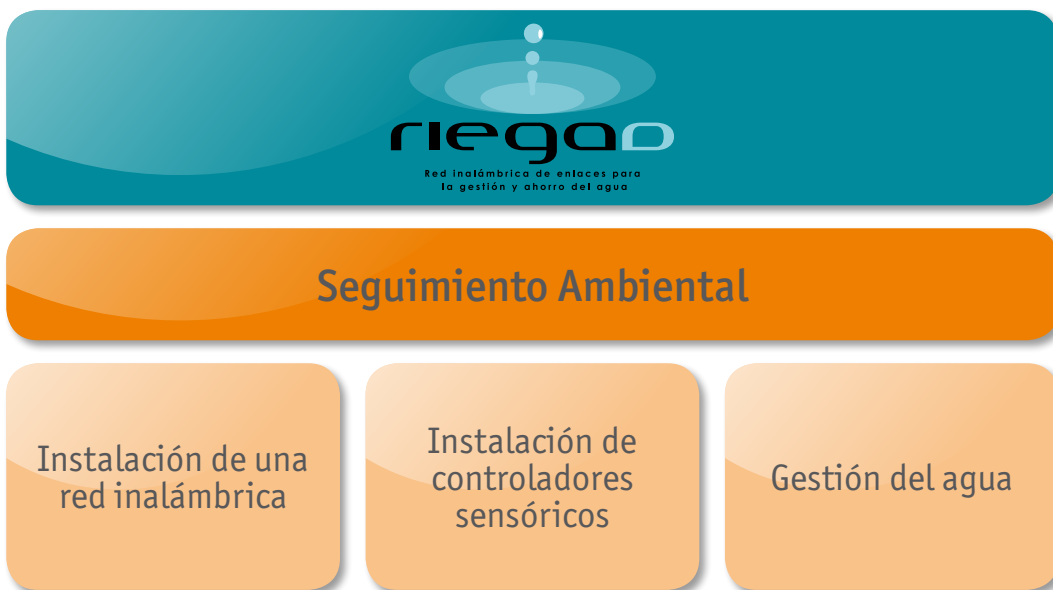 riegao
Red inalámbrica de enlaces para
la gestión y ahorro del agua
Seguimiento Ambiental
Instalación de una
red inalámbrica
Instalación de
controladores
sensóricos
Gestión del agua